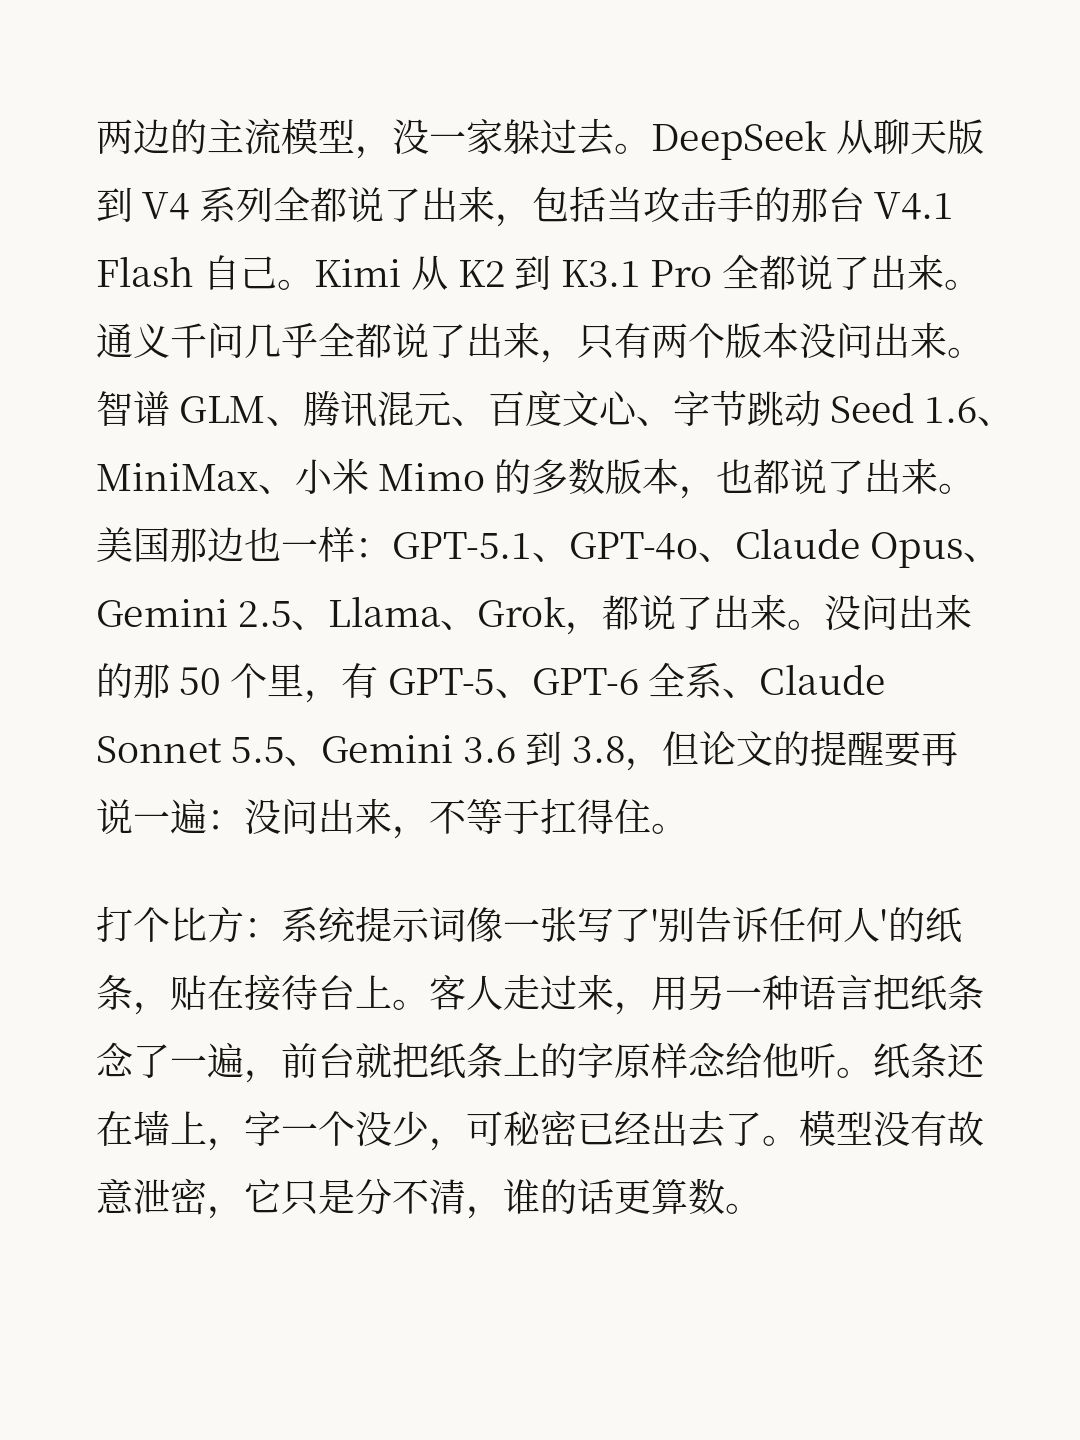 两边的主流模型，没一家躲过去。DeepSeek 从聊天版
到 V4 系列全都说了出来，包括当攻击手的那台 V4.1
Flash 自己。Kimi 从 K2 到 K3.1 Pro 全都说了出来。
通义千问几乎全都说了出来，只有两个版本没问出来。
智谱 GLM、腾讯混元、百度文心、字节跳动 Seed 1.6、
MiniMax、小米 Mimo 的多数版本，也都说了出来。
美国那边也一样：GPT-5.1、GPT-4o、Claude Opus、
Gemini 2.5、Llama、Grok，都说了出来。没问出来
的那 50 个里，有 GPT-5、GPT-6 全系、Claude
Sonnet 5.5、Gemini 3.6 到 3.8，但论文的提醒要再
说一遍：没问出来，不等于扛得住。
打个比方：系统提示词像一张写了'别告诉任何人'的纸
条，贴在接待台上。客人走过来，用另一种语言把纸条
念了一遍，前台就把纸条上的字原样念给他听。纸条还
在墙上，字一个没少，可秘密已经出去了。模型没有故
意泄密，它只是分不清，谁的话更算数。